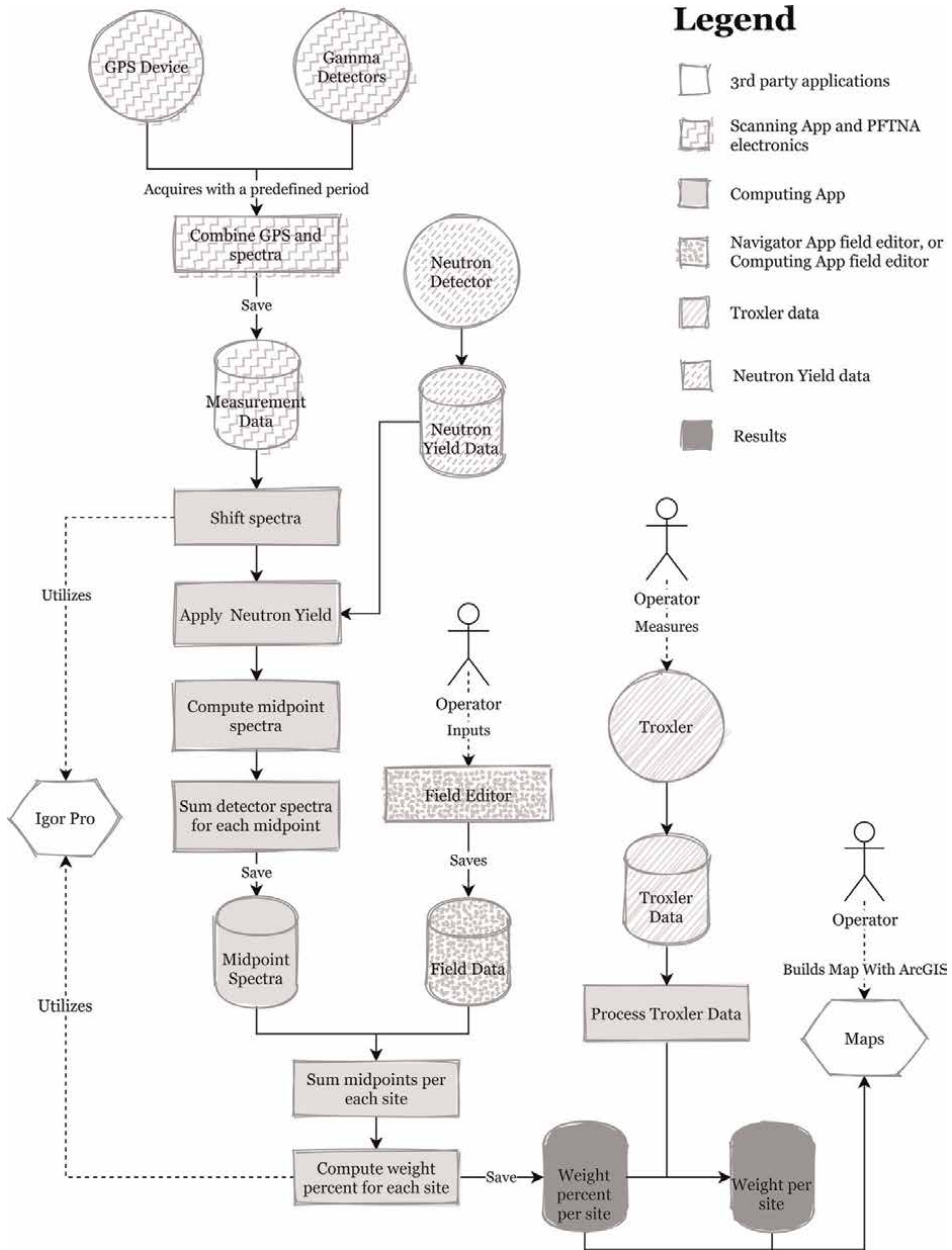 Legend
GPS Device
Gamma
Detectors
3rd party applications
Scanning App and PFTNA
electronics
Computing App
Navigator App field editor, or
Computing App field editor
Troxler data
Neutron Yield data
Results
Acquires with a predefined period
Combine GPS and
spectra
Save
Neutron
Detector
Measurement
Data
Neutron
Yield Data
Shift spectra
Utilizes
Apply Neutron Yield
Operator
Measures
Compute midpoint
spectra
Operator
Inputs
Troxler
Igor Pro
Sum detector spectra
for each midpoint
Field Editor
Save
Saves
Troxler
Data
Operator
Midpoint
Spectra
Field Data
Builds Map With ArcGIS
Utilizes
Process Troxler Data
Maps
Sum midpoints per
each site
Compute weight
percent for each site
Save
Weight
percent
per site
Weight per
site